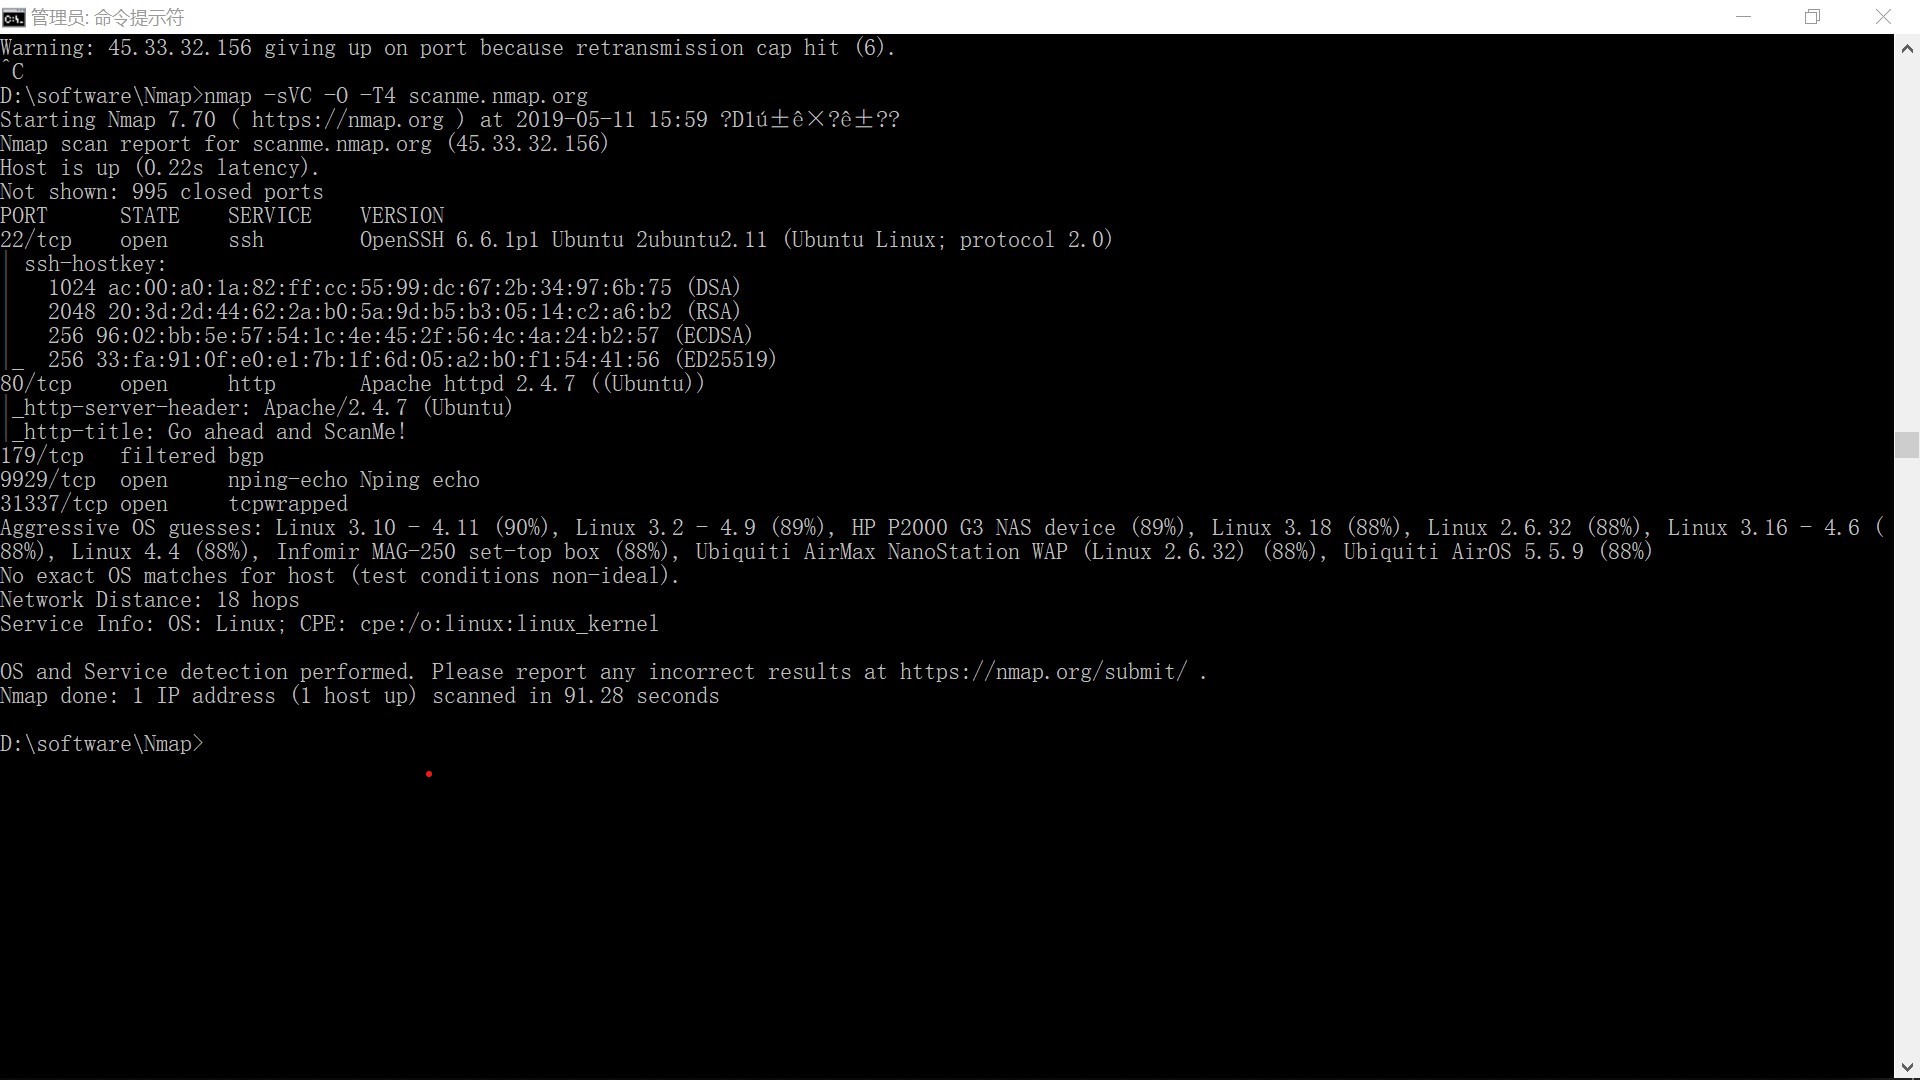 管理员: 命令提示符
Warning: 45.33.32.156 giving up on port because retransmission cap hit (6).
^C
D:\software\Nmap>nmap -sVC -O -T4 scanme.nmap.org
Starting Nmap 7.70 ( https://nmap.org ) at 2019-05-11 15:59 ?D1ú±ê×?ê±??
Nmap scan report for scanme.nmap.org (45.33.32.156)
Host is up (0.22s latency).
Not shown: 995 closed ports
PORT      STATE    SERVICE    VERSION
22/tcp    open     ssh        OpenSSH 6.6.1p1 Ubuntu 2ubuntu2.11 (Ubuntu Linux; protocol 2.0)
| ssh-hostkey:
|   1024 ac:00:a0:1a:82:ff:cc:55:99:dc:67:2b:34:97:6b:75 (DSA)
|   2048 20:3d:2d:44:62:2a:b0:5a:9d:b5:b3:05:14:c2:a6:b2 (RSA)
|   256 96:02:bb:5e:57:54:1c:4e:45:2f:56:4c:4a:24:b2:57 (ECDSA)
|_  256 33:fa:91:0f:e0:e1:7b:1f:6d:05:a2:b0:f1:54:41:56 (ED25519)
80/tcp    open     http       Apache httpd 2.4.7 ((Ubuntu))
|_http-server-header: Apache/2.4.7 (Ubuntu)
|_http-title: Go ahead and ScanMe!
179/tcp   filtered bgp
9929/tcp  open     nping-echo Nping echo
31337/tcp open     tcpwrapped
Aggressive OS guesses: Linux 3.10 - 4.11 (90%), Linux 3.2 - 4.9 (89%), HP P2000 G3 NAS device (89%), Linux 3.18 (88%), Linux 2.6.32 (88%), Linux 3.16 - 4.6 (
88%), Linux 4.4 (88%), Infomir MAG-250 set-top box (88%), Ubiquiti AirMax NanoStation WAP (Linux 2.6.32) (88%), Ubiquiti AirOS 5.5.9 (88%)
No exact OS matches for host (test conditions non-ideal).
Network Distance: 18 hops
Service Info: OS: Linux; CPE: cpe:/o:linux:linux_kernel
OS and Service detection performed. Please report any incorrect results at https://nmap.org/submit/ .
Nmap done: 1 IP address (1 host up) scanned in 91.28 seconds
D:\software\Nmap>